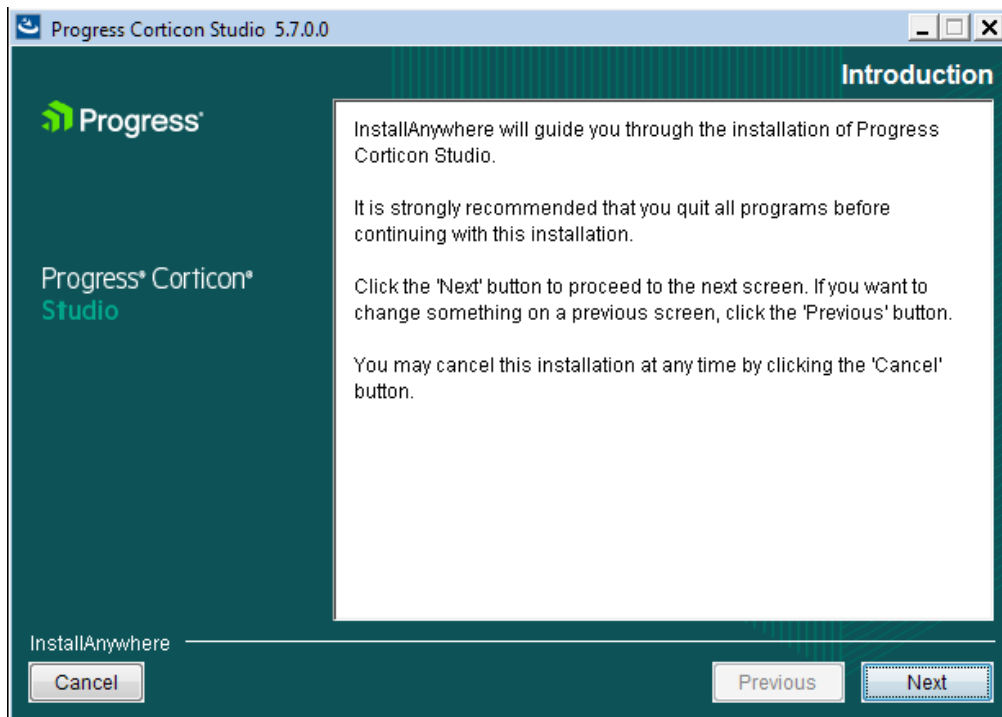 Progress Corticon Studio 5.7.0.0
Introduction
Progress
Progress® Corticon®
Studio
InstallAnywhere will guide you through the installation of Progress
Corticon Studio.
It is strongly recommended that you quit all programs before
continuing with this installation.
Click the 'Next' button to proceed to the next screen. If you want to
change something on a previous screen, click the 'Previous' button.
You may cancel this installation at any time by clicking the 'Cancel'
button.
InstallAnywhere
Cancel
Previous
Next